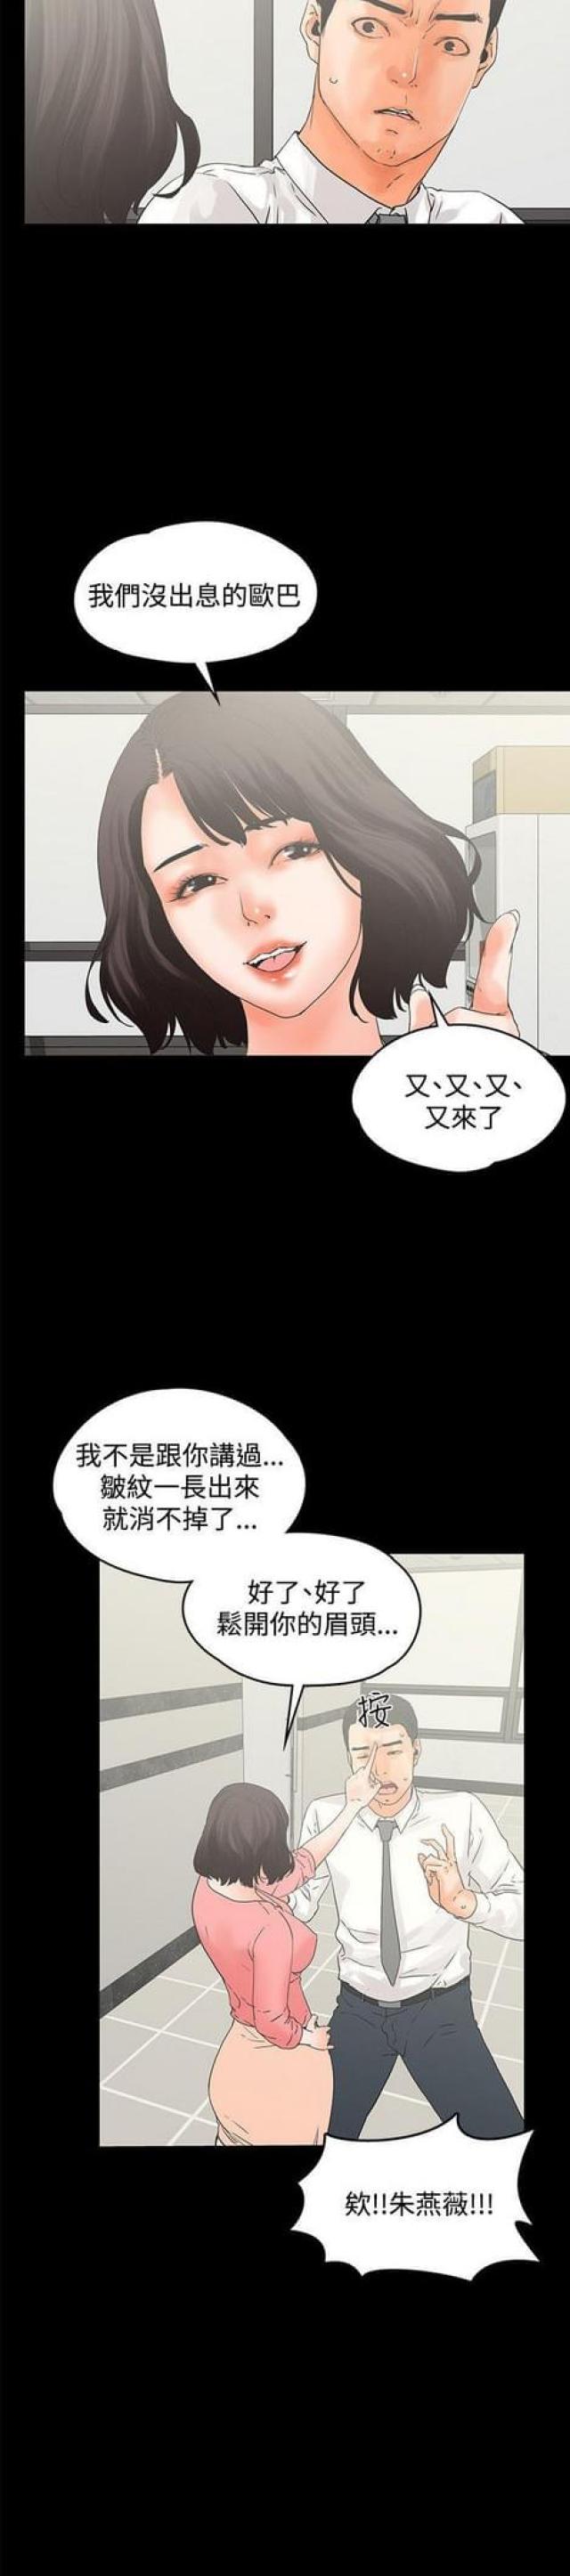 我們沒出息的歐巴
又、又、又、
又來了
我不是跟你講過...
皺紋一長出來
就消不掉了...
好了、好了
鬆開你的眉頭...
按
欸!!朱燕薇!!!